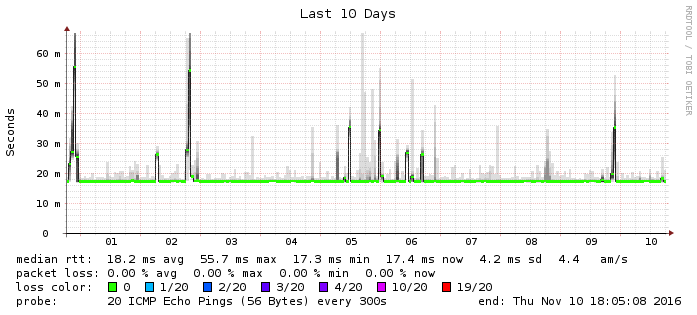 Last 10 Days
RRDTOOL / TOBI OETIKER
Seconds
60 m
50 m
40 m
30 m
20 m
10 m
0
01 02 03 04 05 06 07 08 09 10
median rtt: 18.2 ms avg 55.7 ms max 17.3 ms min 17.4 ms now 4.2 ms sd 4.4 am/s
packet loss: 0.00 % avg 0.00 % max 0.00 % min 0.00 % now
loss color: 0 1/20 2/20 3/20 4/20 10/20 19/20
probe: 20 ICMP Echo Pings (56 Bytes) every 300s end: Thu Nov 10 18:05:08 2016